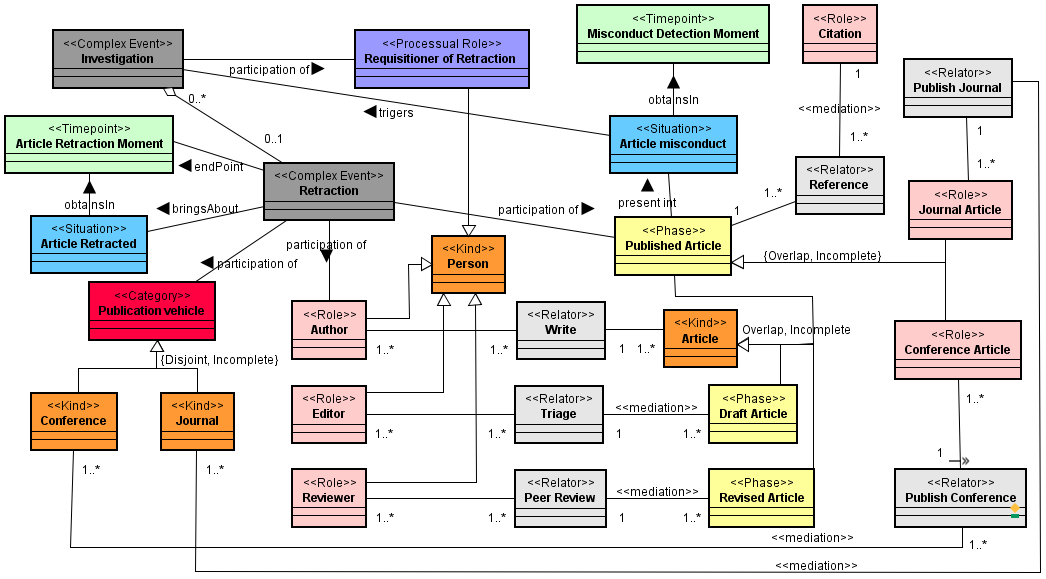 <<Timepoint>>
Misconduct Detection Moment
<<Role>>
Citation
<<Complex Event>>
Investigation
<<Processual Role>>
Requisitioner of Retraction
participation of
1
<<Relator>>
Publish Journal
0..*
obtainsIn
trigers
<<mediation>>
<<Timepoint>>
Article Retraction Moment
<<Situation>>
Article misconduct
1
0..1
1..*
1..*
endPoint
<<Relator>>
Reference
<<Complex Event>>
Retraction
1..*
present int
<<Role>>
Journal Article
obtainsIn
bringsAbout
participation of
1
<<Situation>>
Article Retracted
<<Phase>>
Published Article
participation of
<<Kind>>
Person
{Overlap, Incomplete}
participation of
<<Category>>
Publication vehicle
<<Role>>
Author
<<Relator>>
Write
<<Kind>>
Article
Overlap, Incomplete
<<Role>>
Conference Article
1..*
1..*
1
1..*
{Disjoint, Incomplete}
<<Kind>>
Conference
<<Kind>>
Journal
<<Role>>
Editor
<<Relator>>
Triage
<<mediation>>
<<Phase>>
Draft Article
1..*
1..*
1..*
1
1..*
1
1..*
1..*
<<Role>>
Reviewer
<<Relator>>
Peer Review
<<mediation>>
<<Phase>>
Revised Article
<<Relator>>
Publish Conference
1..*
1..*
1
1..*
<<mediation>>
1..*
<<mediation>>